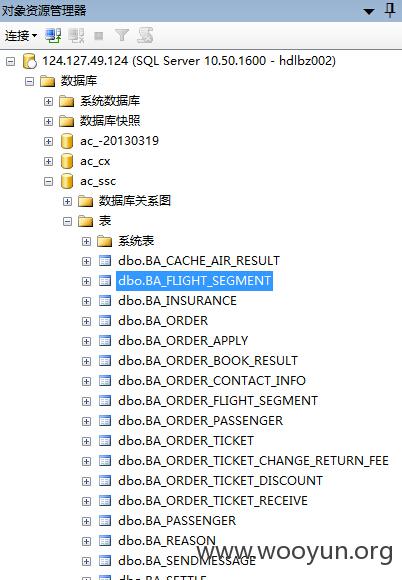 对象资源管理器
连接
124.127.49.124 (SQL Server 10.50.1600 - hdlbz002)
数据库
系统数据库
数据库快照
ac_-20130319
ac_cx
ac_ssc
数据库关系图
表
系统表
dbo.BA_CACHE_AIR_RESULT
dbo.BA_FLIGHT_SEGMENT
dbo.BA_INSURANCE
dbo.BA_ORDER
dbo.BA_ORDER_APPLY
dbo.BA_ORDER_BOOK_RESULT
dbo.BA_ORDER_CONTACT_INFO
dbo.BA_ORDER_FLIGHT_SEGMENT
dbo.BA_ORDER_PASSENGER
dbo.BA_ORDER_TICKET
dbo.BA_ORDER_TICKET_CHANGE_RETURN_FEE
dbo.BA_ORDER_TICKET_DISCOUNT
dbo.BA_ORDER_TICKET_RECEIVE
dbo.BA_PASSENGER
dbo.BA_REASON
dbo.BA_SENDMESSAGE
www.wooyun.org